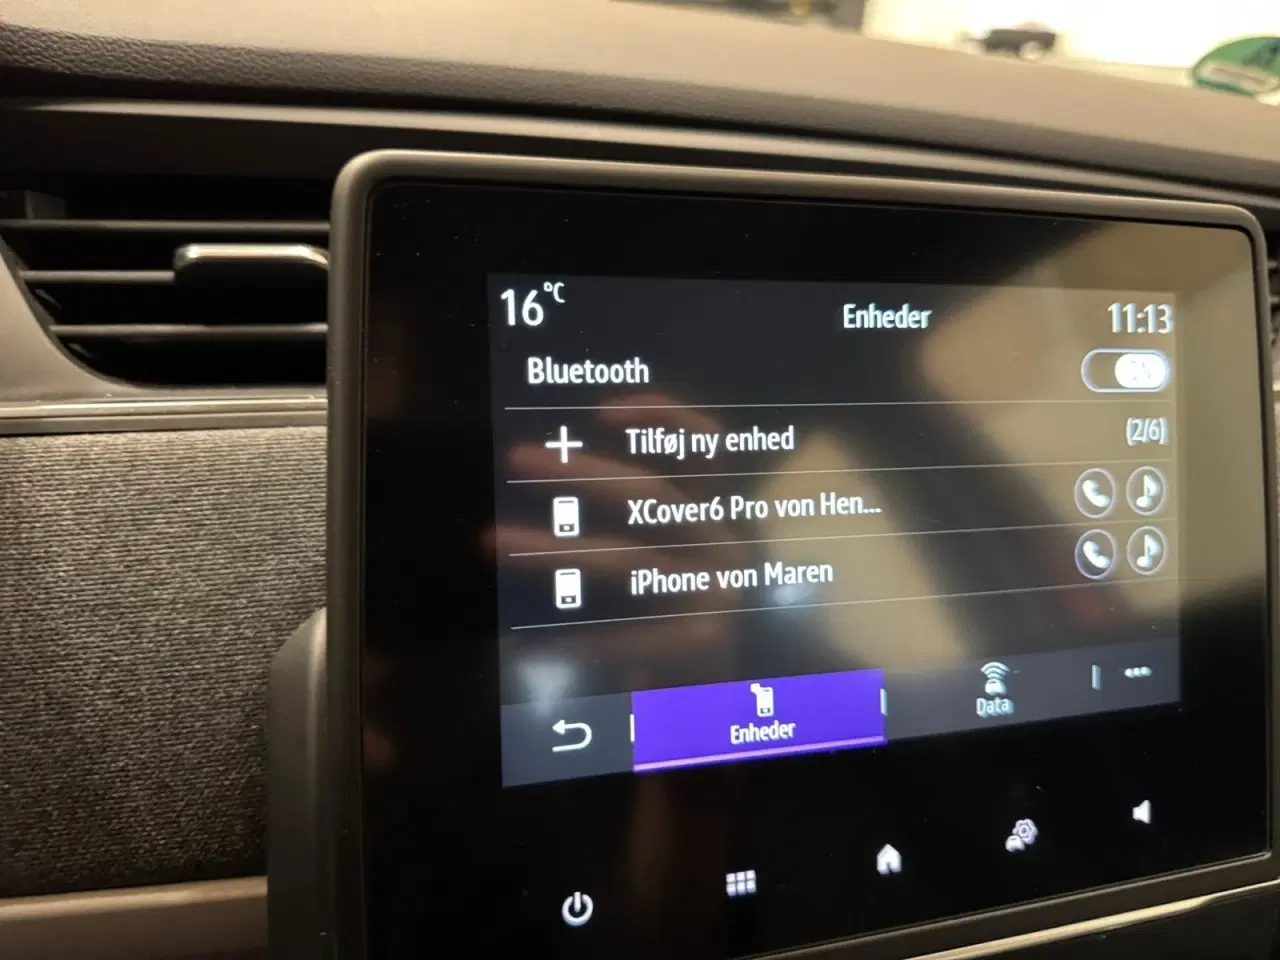 16°C
Enheder
11:13
Bluetooth
ON
Tilføj ny enhed
(2/6)
XCover6 Pro von Hen...
iPhone von Maren
Enheder
Data